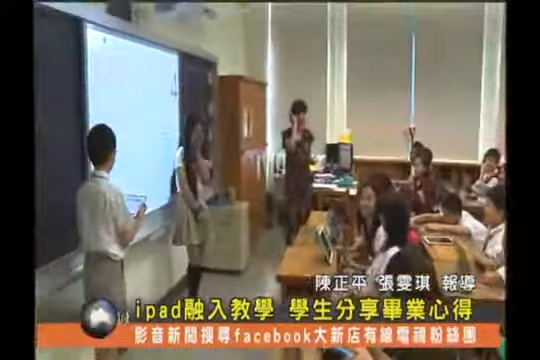 陳正平 張雯琪 報導
ipad融入教學 學生分享畢業心得
影音新聞搜尋facebook大新店有線電視粉絲團